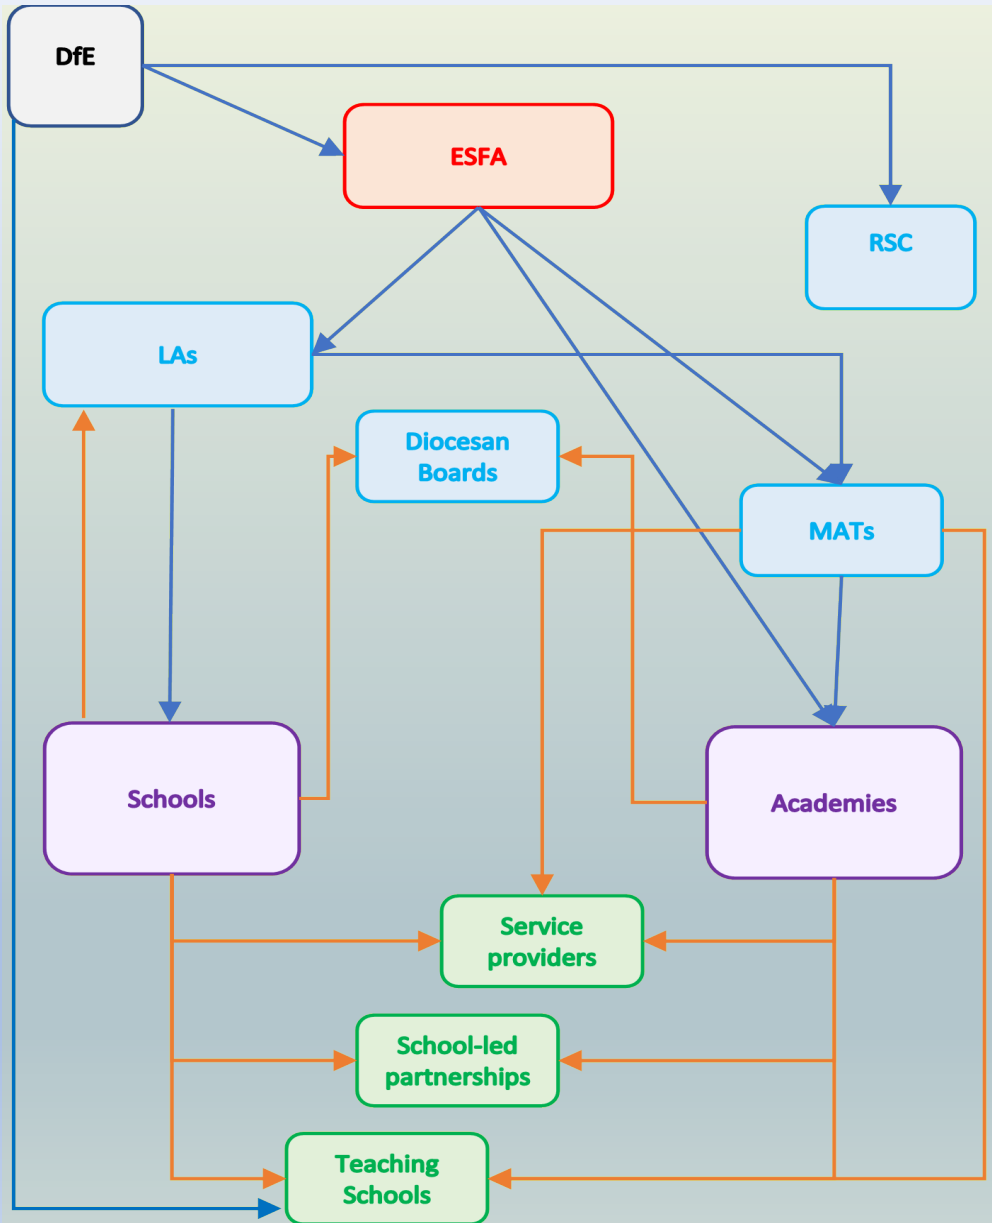 DfE
ESFA
RSC
LAs
Diocesan
Boards
MATs
Schools
Academies
Service
providers
School-led
partnerships
Teaching
Schools